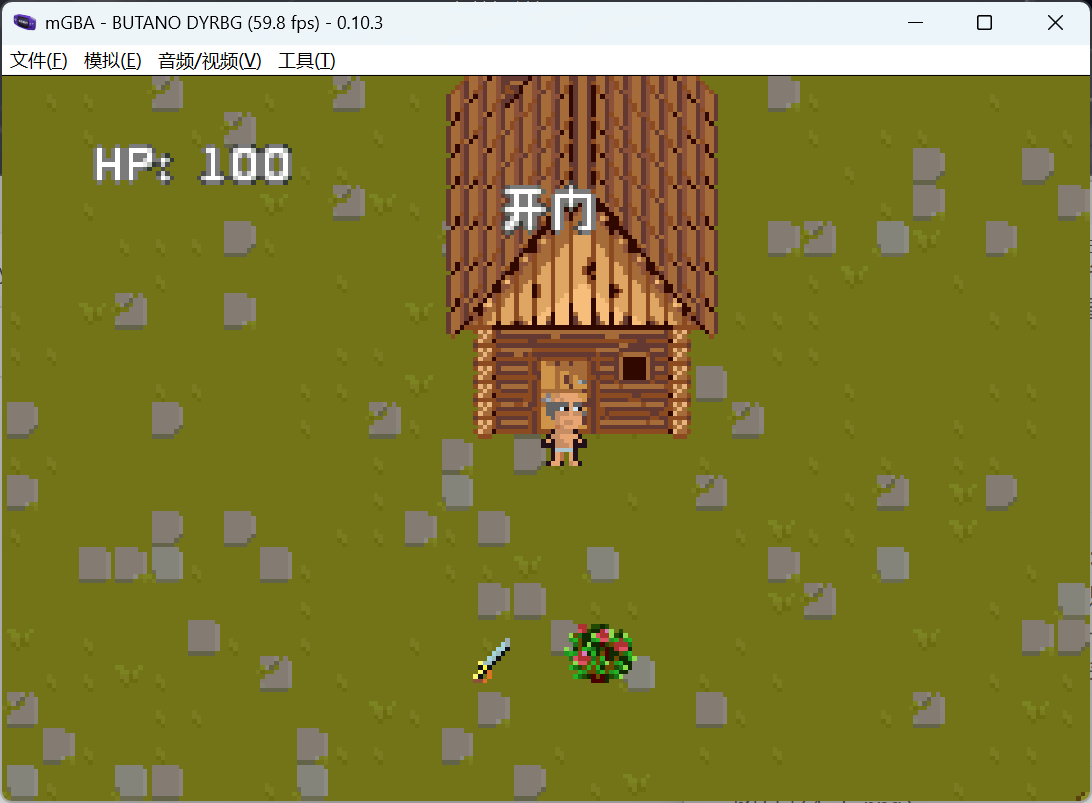 mGBA - BUTANO DYRBG (59.8 fps) - 0.10.3
文件(F) 模拟(E) 音频/视频(V) 工具(T)
HP: 100
开门